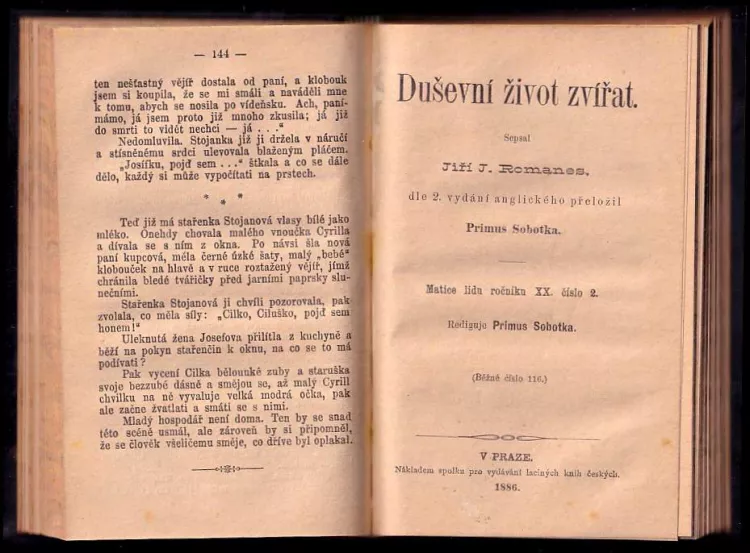 — 144 —
ten nešťastný vějíř dostala od paní, a klobouk
jsem si koupila, že se mi smáli a naváděli mne
k tomu, abych se nosila po vídeňsku. Ach, paní-
mámo, já jsem proto již mnoho zkusila; já již
do smrti to vidět nechci — já . . .“
Nedomluvila. Stojanka již ji držela v náručí
a stísněnému srdci ulevovala blaženým pláčem.
„Josífku, pojď sem . . .“ štkala a co se dále
dělo, každý si může vypočítati na prstech.
* * *
Teď již má stařenka Stojanová vlasy bílé jako
mléko. Onehdy chovala malého vnoučka Cyrilla
a dívala se s ním z okna. Po návsi šla nová
paní kupcová, měla černé úzké šaty, malý „bebé“
klobouček na hlavě a v ruce roztažený vějíř, jímž
chránila bledé tvářičky před jarními paprsky slu-
nečními.
Stařenka Stojanová ji chvíli pozorovala, pak
zvolala, co měla síly: „Cilko, Ciluško, pojď sem
honem!“
Uleknutá žena Josefova přilítla z kuchyně a
běží na pokyn stařenčin k oknu, na co se to má
podívati?
Pak vycení Cilka bělounké zuby a staruška
svoje bezzubé dásně a smějou se, až malý Cyrill
chvilku na ně vyvaluje velká modrá očka, pak
ale začne žvatlati a smáti se s nimi.
Mladý hospodář není doma. Ten by se snad
této scéně usmál, ale zároveň by si připomněl,
že se člověk všeličemu směje, co dříve byl oplakal.
Duševní život zvířat.
Sepsal
Jiří J. Romanes,
dle 2. vydání anglického přeložil
Primus Sobotka.
Matice lidu ročníku XX. číslo 2.
Rediguje Primus Sobotka.
(Běžné číslo 116.)
V PRAZE.
Nákladem spolku pro vydávání laciných knih českých.
1886.